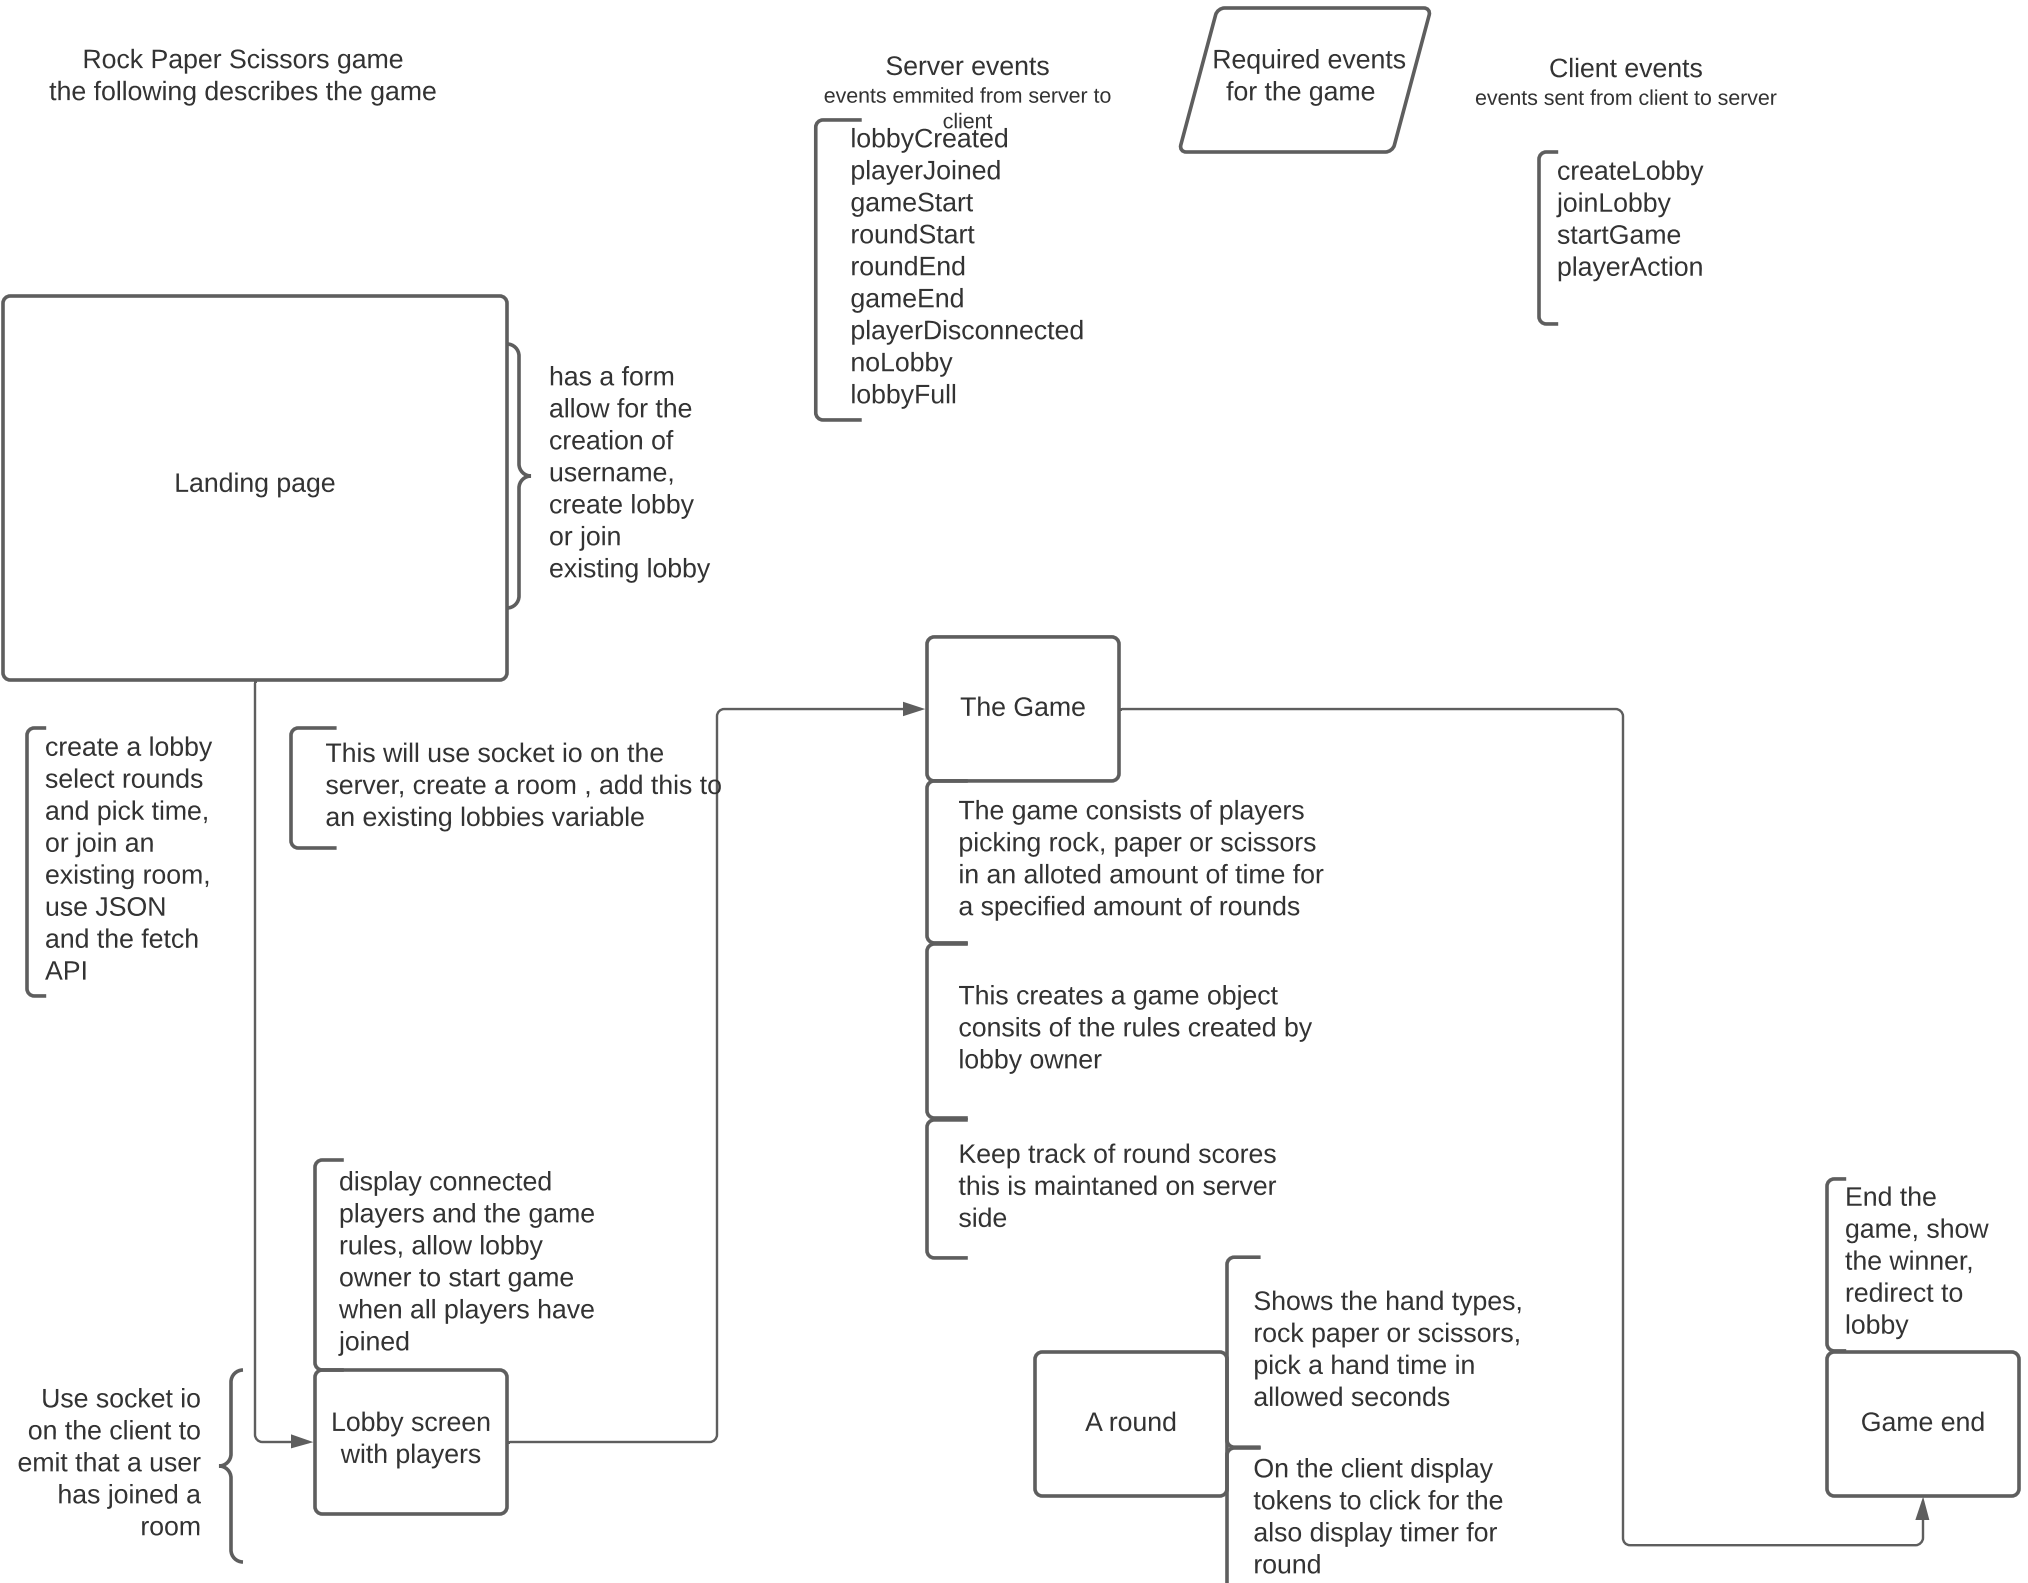 Rock Paper Scissors game
the following describes the game
Server events
events emmited from server to
client
lobbyCreated
playerJoined
gameStart
roundStart
roundEnd
gameEnd
playerDisconnected
noLobby
lobbyFull
Required events
for the game
Client events
events sent from client to server
createLobby
joinLobby
startGame
playerAction
Landing page
has a form
allow for the
creation of
username,
create lobby
or join
existing lobby
create a lobby
select rounds
and pick time,
or join an
existing room,
use JSON
and the fetch
API
This will use socket io on the
server, create a room , add this to
an existing lobbies variable
The Game
The game consists of players
picking rock, paper or scissors
in an alloted amount of time for
a specified amount of rounds
This creates a game object
consits of the rules created by
lobby owner
Keep track of round scores
this is maintaned on server
side
display connected
players and the game
rules, allow lobby
owner to start game
when all players have
joined
Use socket io
on the client to
emit that a user
has joined a
room
Lobby screen
with players
A round
Shows the hand types,
rock paper or scissors,
pick a hand time in
allowed seconds
On the client display
tokens to click for the
also display timer for
round
End the
game, show
the winner,
redirect to
lobby
Game end